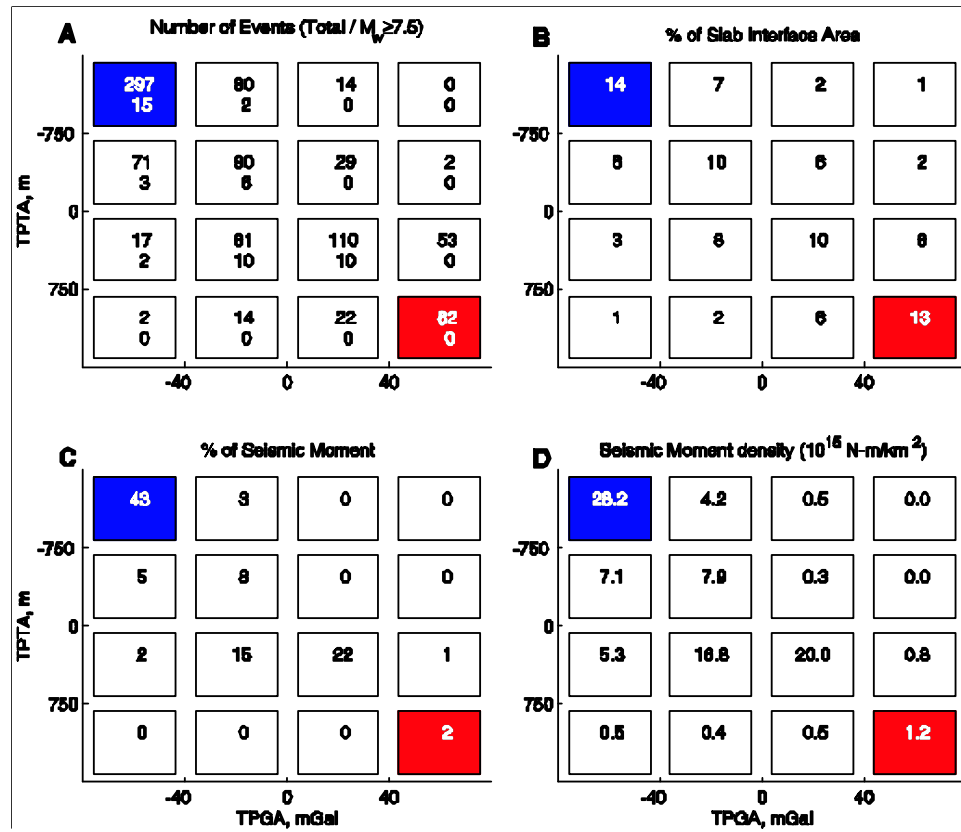 A Number of Events (Total / Mw≥7.5)
297 80 14 0
15 2 0 0
-750
71 80 29 2
3 6 0 0
0
17 61 110 53
2 10 10 0
750
2 14 22 82
0 0 0 0
-40 0 40
TPTA, m
B % of Slab Interface Area
14 7 2 1
-750
10 2
0
3 8 10
750
1 2 13
-40 0 40
C % of Seismic Moment
43 3 0 0
-750
5 8 0 0
0
2 15 22 1
750
0 0 0 2
-40 0 40
TPTA, m
TPGA, mGal
D Seismic Moment density (10^15 N-m/km^2)
28.2 4.2 0.5 0.0
-750
7.1 7.9 0.3 0.0
0
5.3 16.8 20.0 0.8
750
0.5 0.4 0.5 1.2
-40 0 40
TPGA, mGal